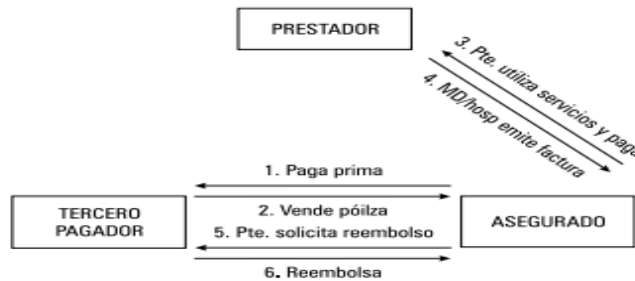 PRESTADOR
3. Pte. utiliza servicios y paga
4. MD/hosp emite factura
1. Paga prima
2. Vende póilza
5. Pte. solicita reembolso
6. Reembolsa
TERCERO
PAGADOR
ASEGURADO